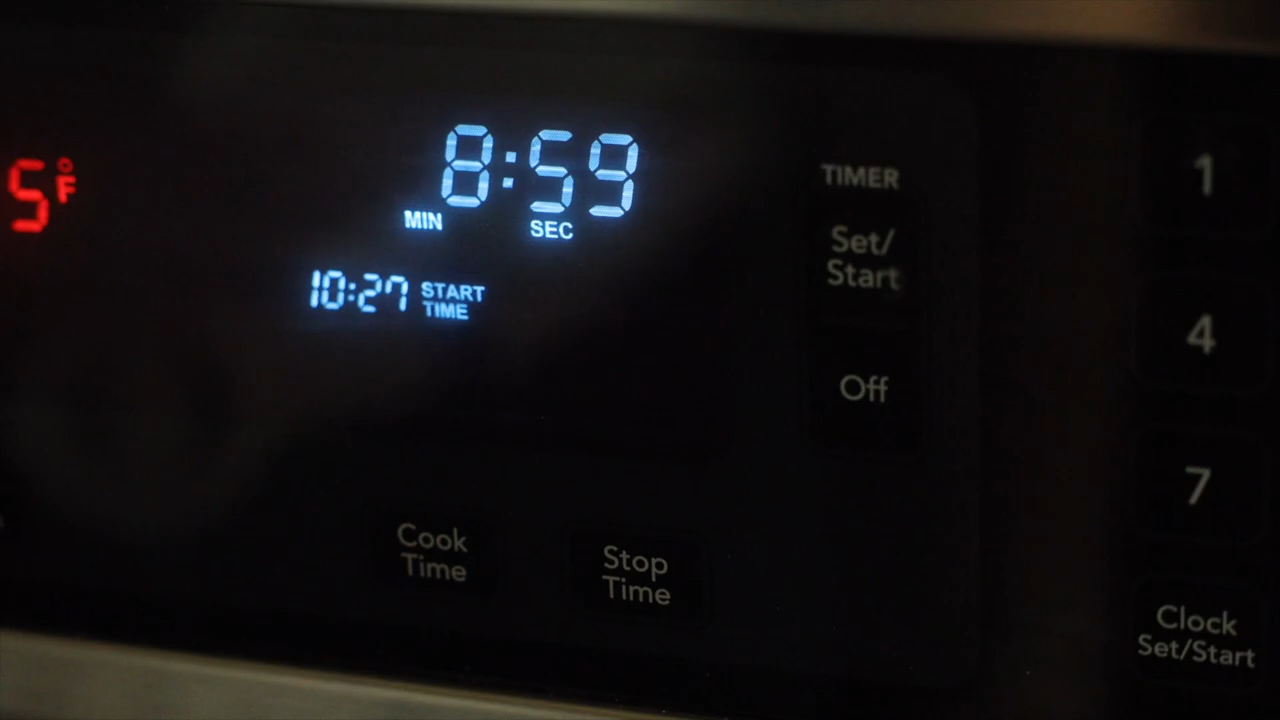 5°F
8:59
MIN SEC
10:27 START
TIME
TIMER
Set/
Start
Off
Cook
Time
Stop
Time
1
4
7
Clock
Set/Start